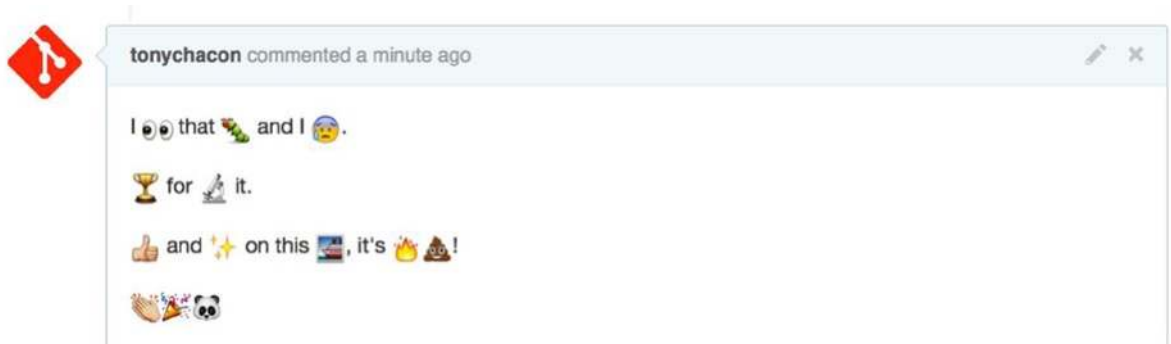 tonychacon commented a minute ago
I 👀 that 🐛 and I 😰.
🏆 for 🔬 it.
👍 and ✨ on this 🚢, it's 🔥💩!
👏🎉🐼